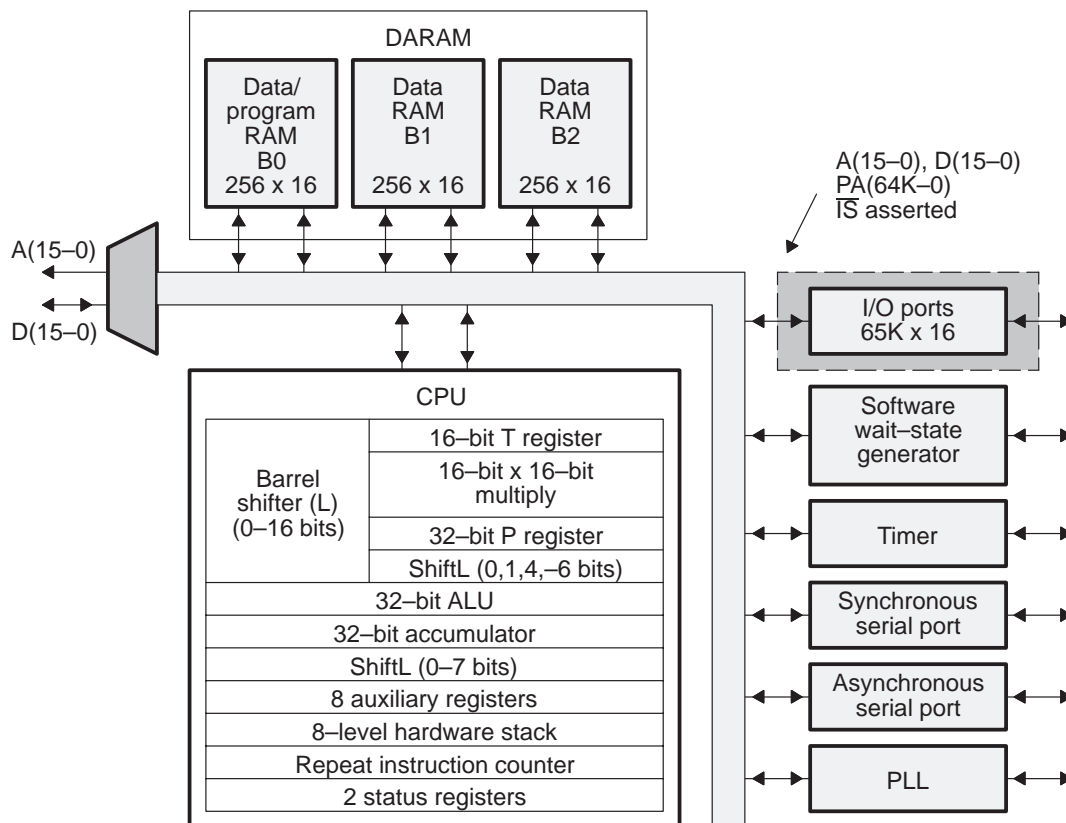 DARAM
Data/
program
RAM
B0
256 x 16
Data
RAM
B1
256 x 16
Data
RAM
B2
256 x 16
A(15–0), D(15–0)
PA(64K–0)
IS asserted
A(15–0)
D(15–0)
I/O ports
65K x 16
CPU
Barrel
shifter (L)
(0–16 bits)
16–bit T register
16–bit x 16–bit
multiply
32–bit P register
ShiftL (0,1,4,–6 bits)
32–bit ALU
32–bit accumulator
ShiftL (0–7 bits)
8 auxiliary registers
8–level hardware stack
Repeat instruction counter
2 status registers
Software
wait–state
generator
Timer
Synchronous
serial port
Asynchronous
serial port
PLL